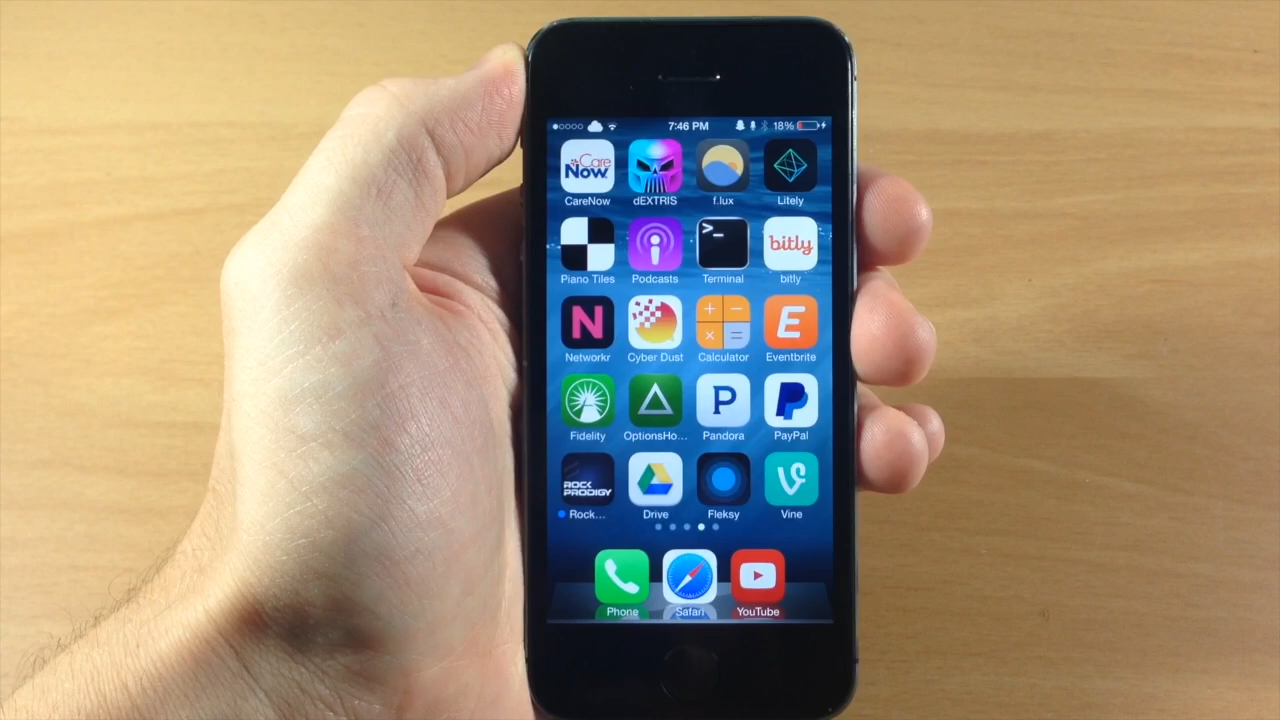 7:46 PM 18%
Care
Now
CareNow dEXTRIS f.lux Litely
>_ bitly
Piano Tiles Podcasts Terminal bitly
N E
Networkr Cyber Dust Calculator Eventbrite
P
Fidelity OptionsHo... Pandora PayPal
ROCK
PRODIGY
Rock... Drive Fleksy Vine
Phone Safari YouTube